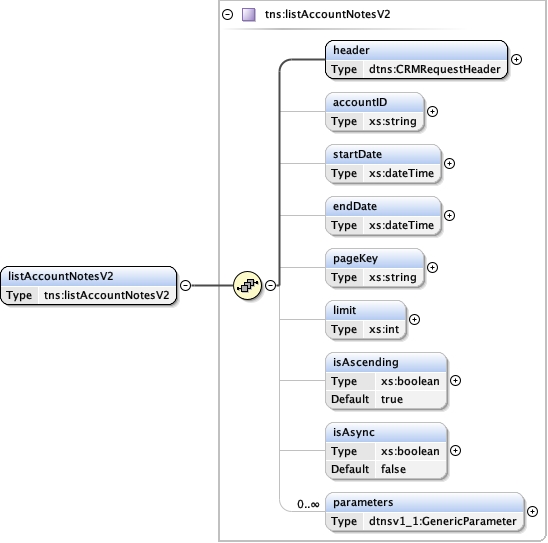 tns:listAccountNotesV2
header
Type dtns:CRMRequestHeader
accountID
Type xs:string
startDate
Type xs:dateTime
endDate
Type xs:dateTime
pageKey
Type xs:string
listAccountNotesV2
Type tns:listAccountNotesV2
limit
Type xs:int
isAscending
Type xs:boolean
Default true
isAsync
Type xs:boolean
Default false
0..∞
parameters
Type dtnsv1_1:GenericParameter